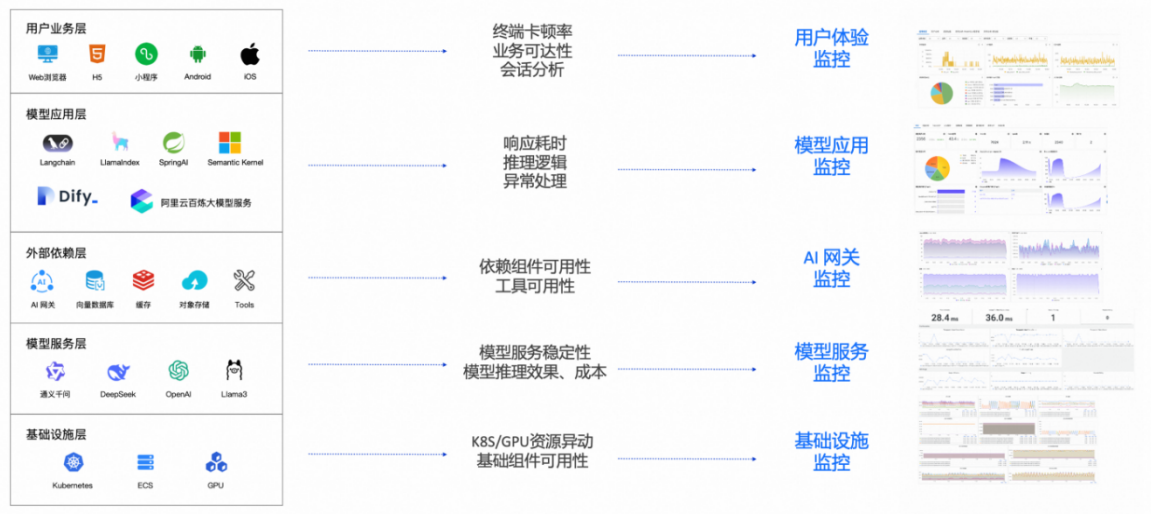 用户业务层
Web浏览器 H5 小程序 Android iOS
终端卡顿率
业务可达性
会话分析
用户体验
监控
模型应用层
Langchain LlamaIndex SpringAI Semantic Kernel
Dify_ 阿里云百炼大模型服务
响应耗时
推理逻辑
异常处理
模型应用
监控
外部依赖层
AI
AI 网关 向量数据库 缓存 对象存储 Tools
依赖组件可用性
工具可用性
AI 网关
监控
28.4 ms 36.0 ms 1
模型服务层
通义千问 DeepSeek OpenAI Llama3
模型服务稳定性
模型推理效果、成本
模型服务
监控
基础设施层
Kubernetes ECS GPU
K8S/GPU资源异动
基础组件可用性
基础设施
监控